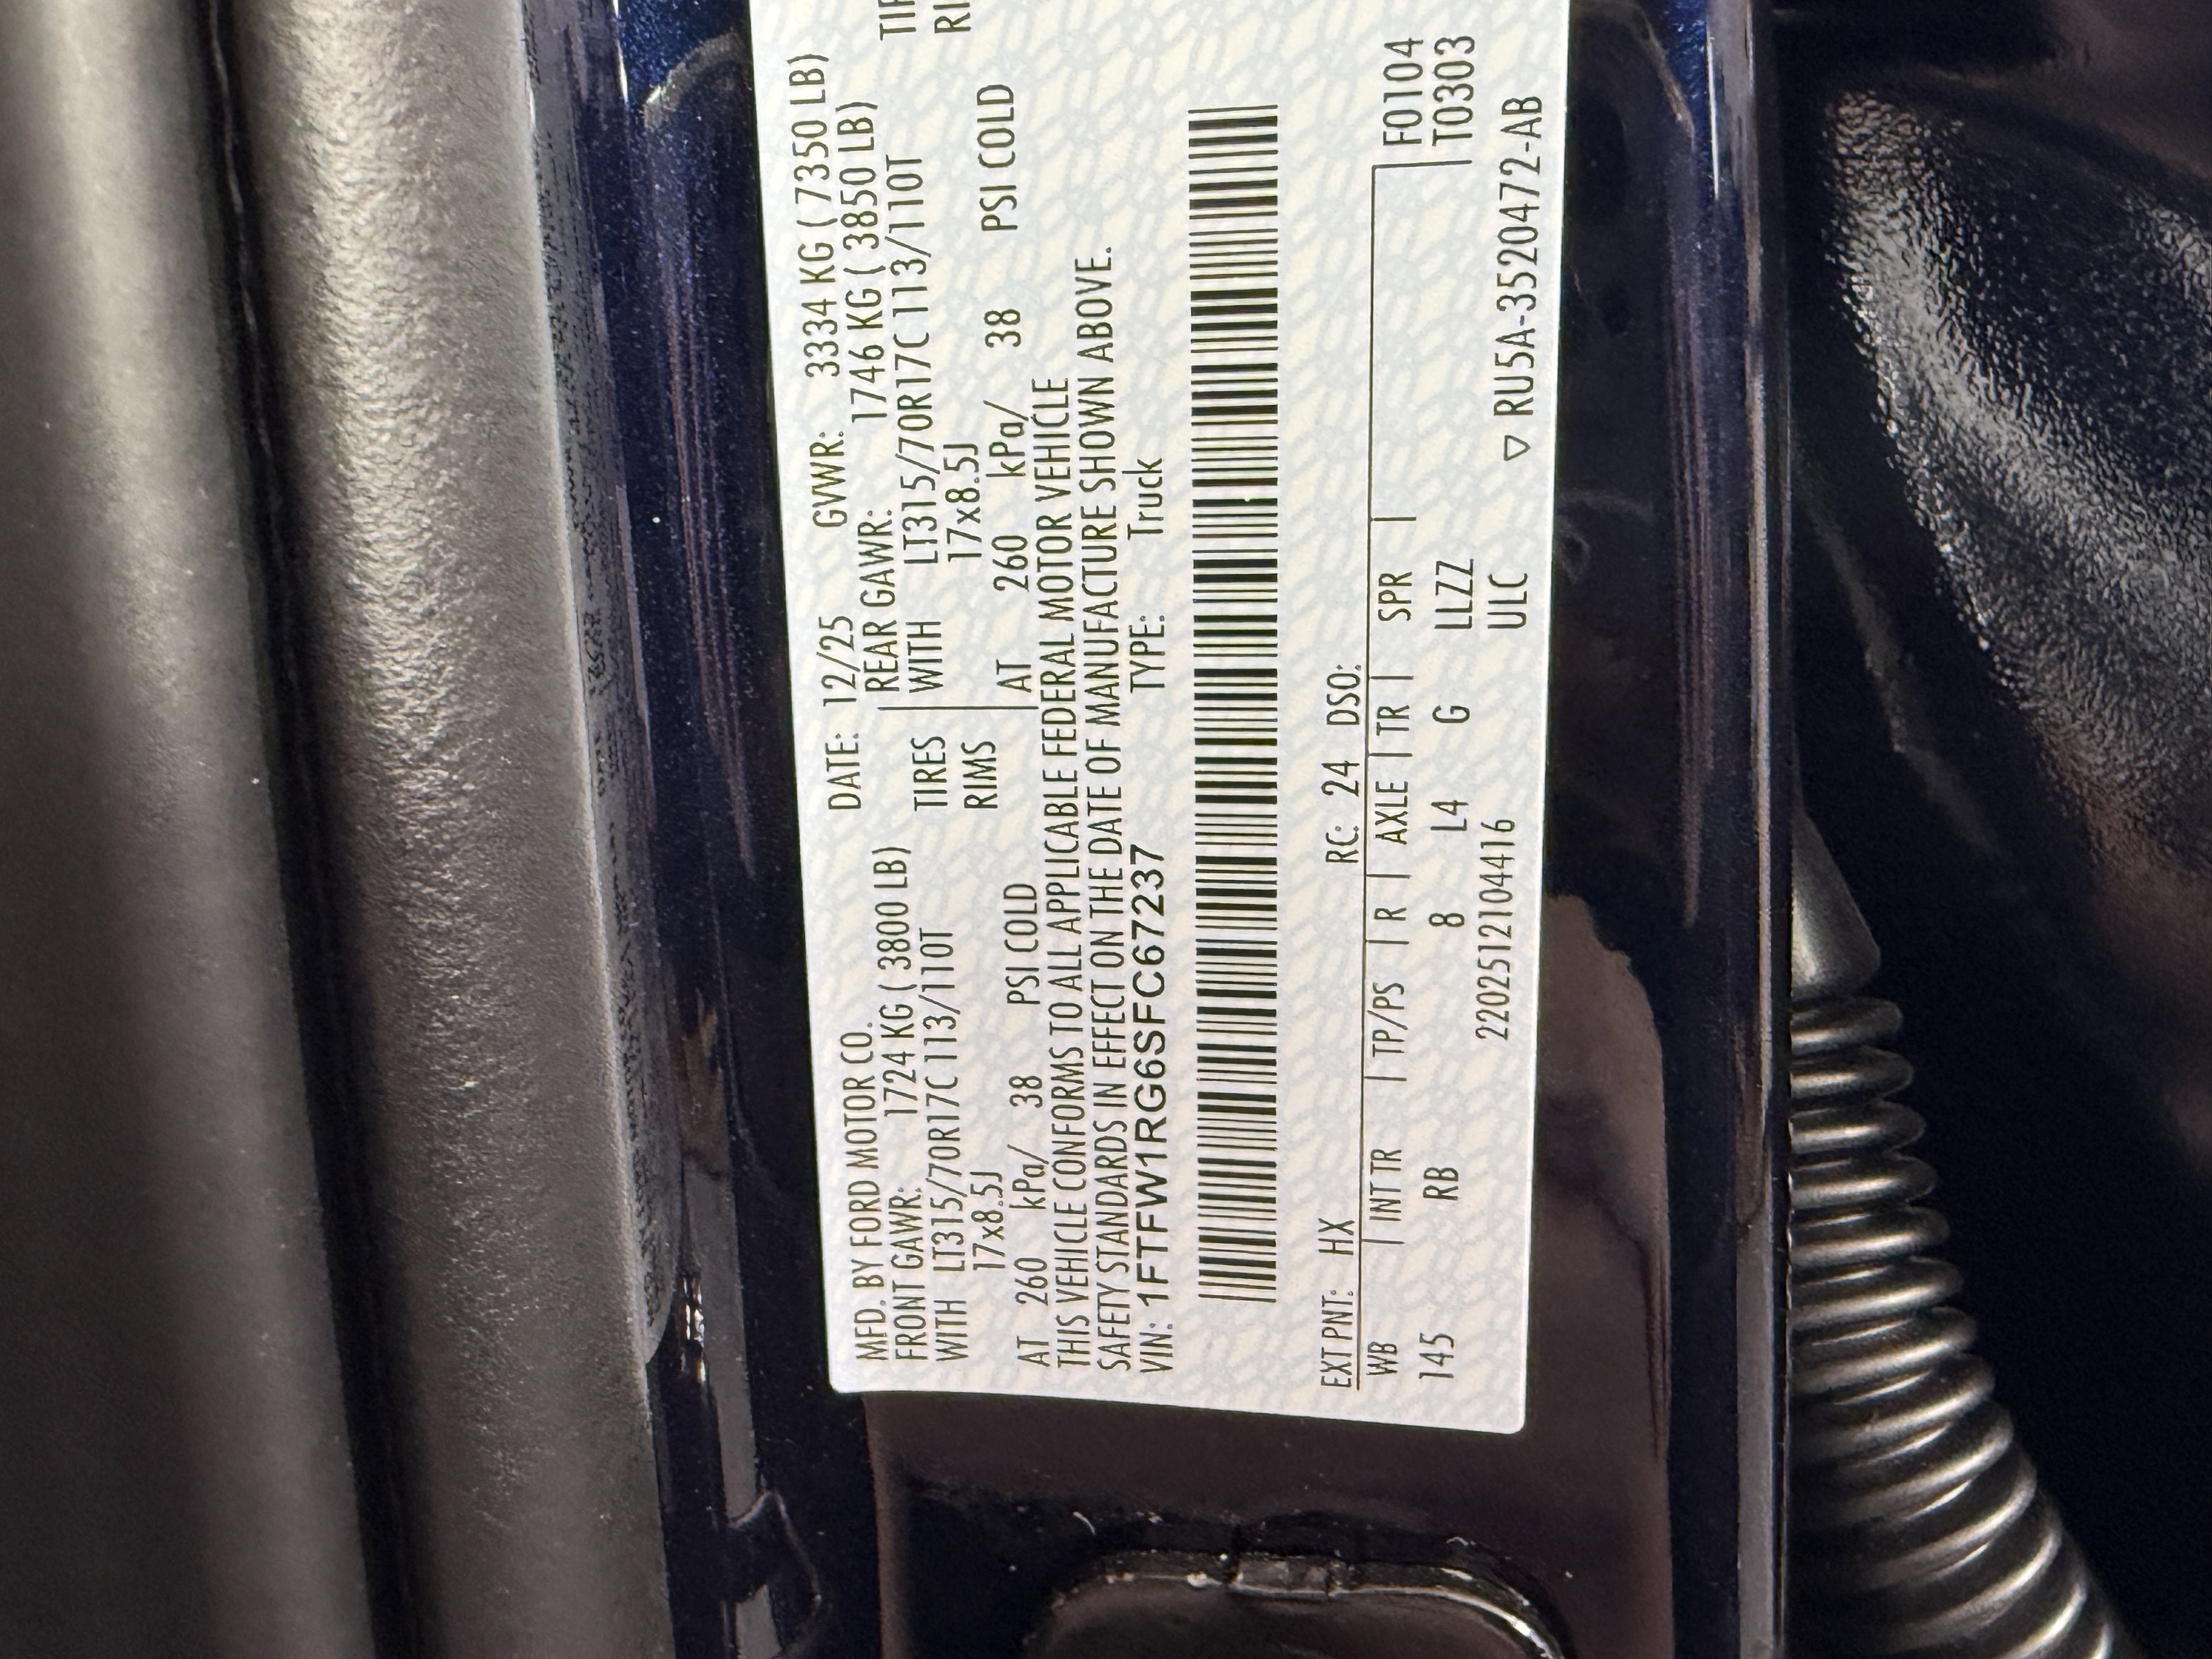 MFD. BY FORD MOTOR CO. DATE: 12/25 GVWR: 3334 KG ( 7350 LB)
FRONT GAWR: 1724 KG ( 3800 LB) REAR GAWR: 1746 KG ( 3850 LB)
WITH LT315/70R17C 113/110T TIRES WITH LT315/70R17C 113/110T
17x8.5J RIMS 17x8.5J
AT 260 kPa/ 38 PSI COLD AT 260 kPa/ 38 PSI COLD
THIS VEHICLE CONFORMS TO ALL APPLICABLE FEDERAL MOTOR VEHICLE
SAFETY STANDARDS IN EFFECT ON THE DATE OF MANUFACTURE SHOWN ABOVE.
VIN: 1FTFW1RG6SFC67237 TYPE: Truck
EXT PNT: HX RC: 24 DSO:
WB | INT TR | TP/PS | R | AXLE | TR | SPR | F0104
145 RB 8 L4 G LLZZ T0303
2202512104416 ULC ▽ RU5A-3520472-AB